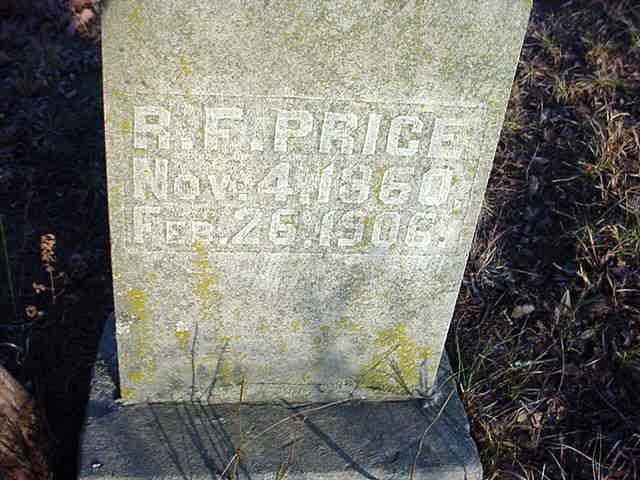 R. F. PRICE
Nov. 4, 1860,
FEB. 26, 1906.